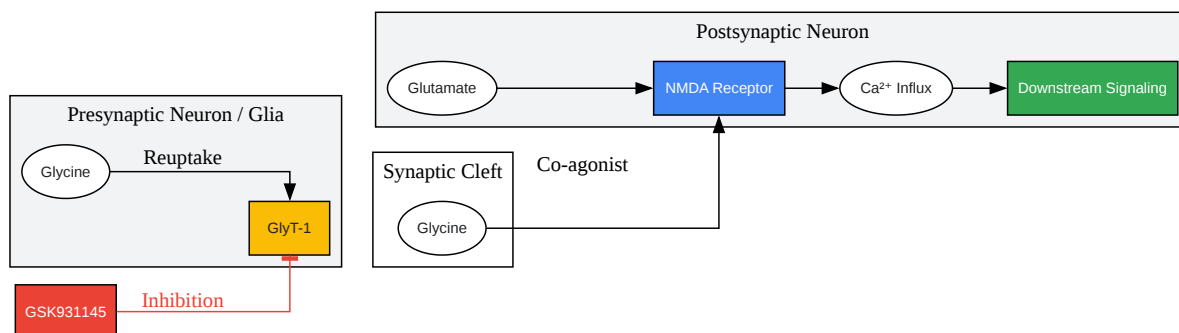 Postsynaptic Neuron
Glutamate
NMDA Receptor
Ca²⁺ Influx
Downstream Signaling
Presynaptic Neuron / Glia
Glycine
Reuptake
GlyT-1
Synaptic Cleft
Co-agonist
Glycine
GSK931145
Inhibition